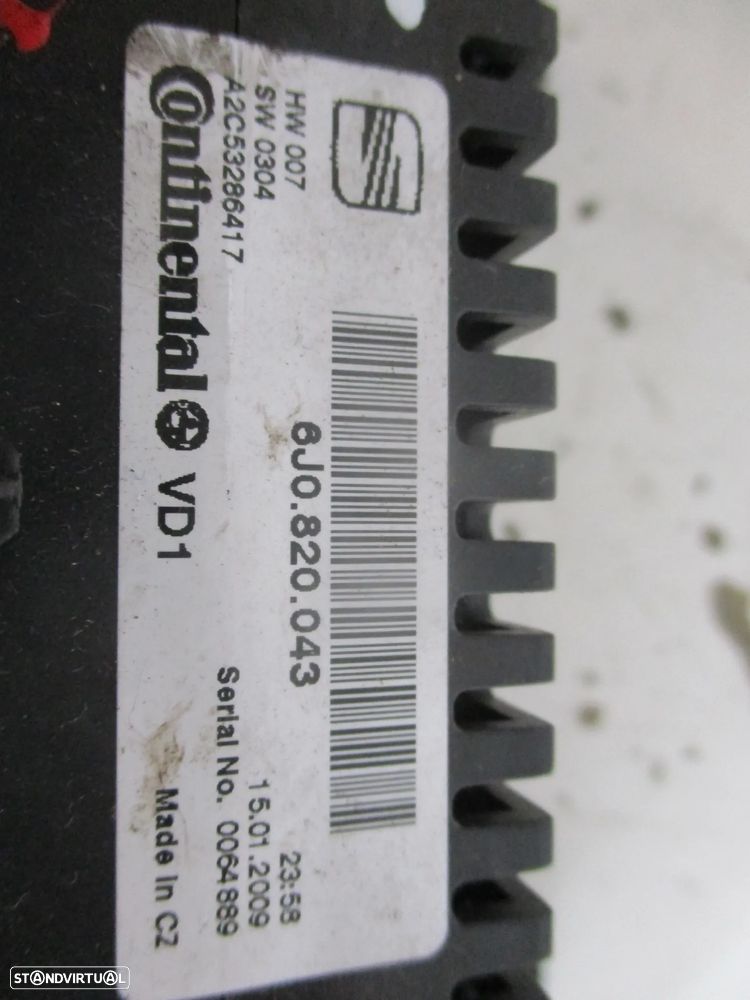 HW 007
SW 0304
A2C53286417
Continental VD1
6J0.820.043
23:58
15.01.2009
Serial No. 0064889
Made in CZ
STANDVIRTUAL